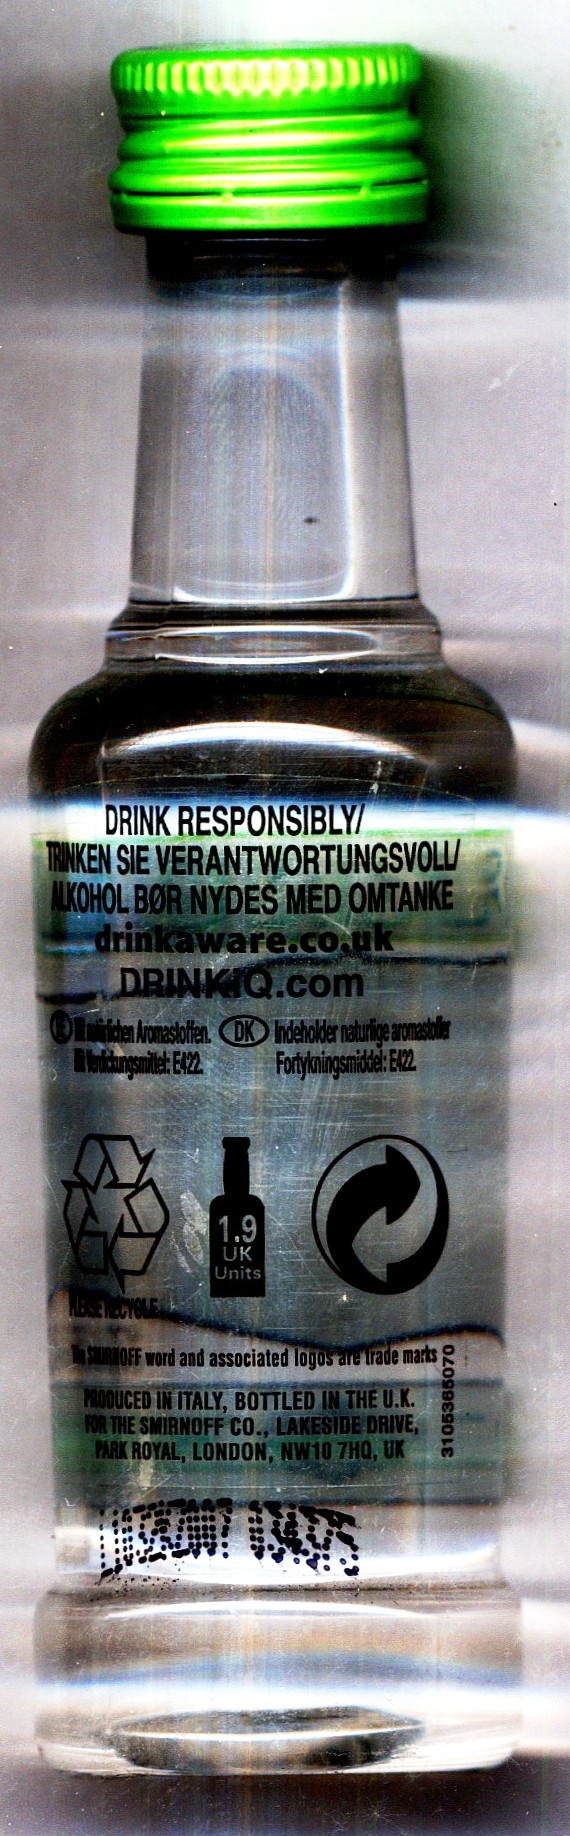 DRINK RESPONSIBLY/
TRINKEN SIE VERANTWORTUNGSVOLL/
ALKOHOL BØR NYDES MED OMTANKE
drinkaware.co.uk
DRINKiQ.com
natürlichen Aromastoffen.
Verdickungsmittel: E422.
DK Indeholder naturlige aromastoffer
Fortykningsmiddel: E422.
1.9
UK
Units
PLEASE RECYCLE
The SMIRNOFF word and associated logos are trade marks
PRODUCED IN ITALY, BOTTLED IN THE U.K.
FOR THE SMIRNOFF CO., LAKESIDE DRIVE,
PARK ROYAL, LONDON, NW10 7HQ, UK
3105365070